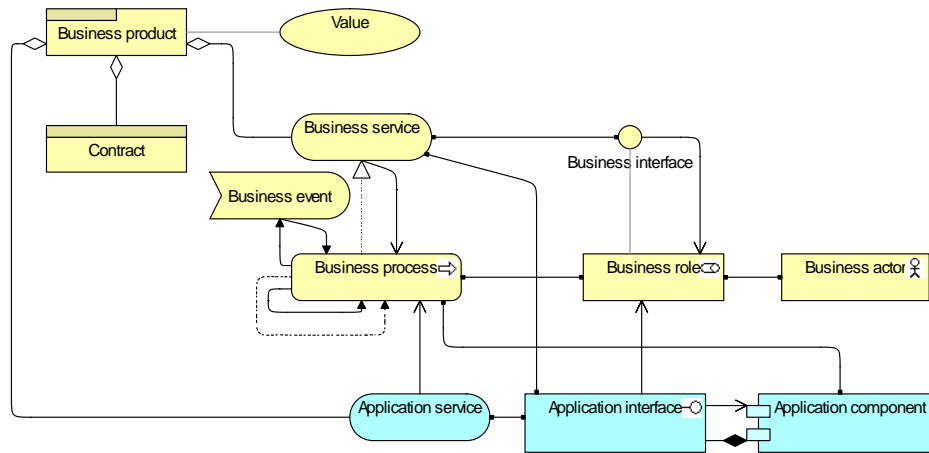 Value
Business product
Business service
Contract
Business interface
Business event
Business process
Business role
Business actor
Application service
Application interface
Application component